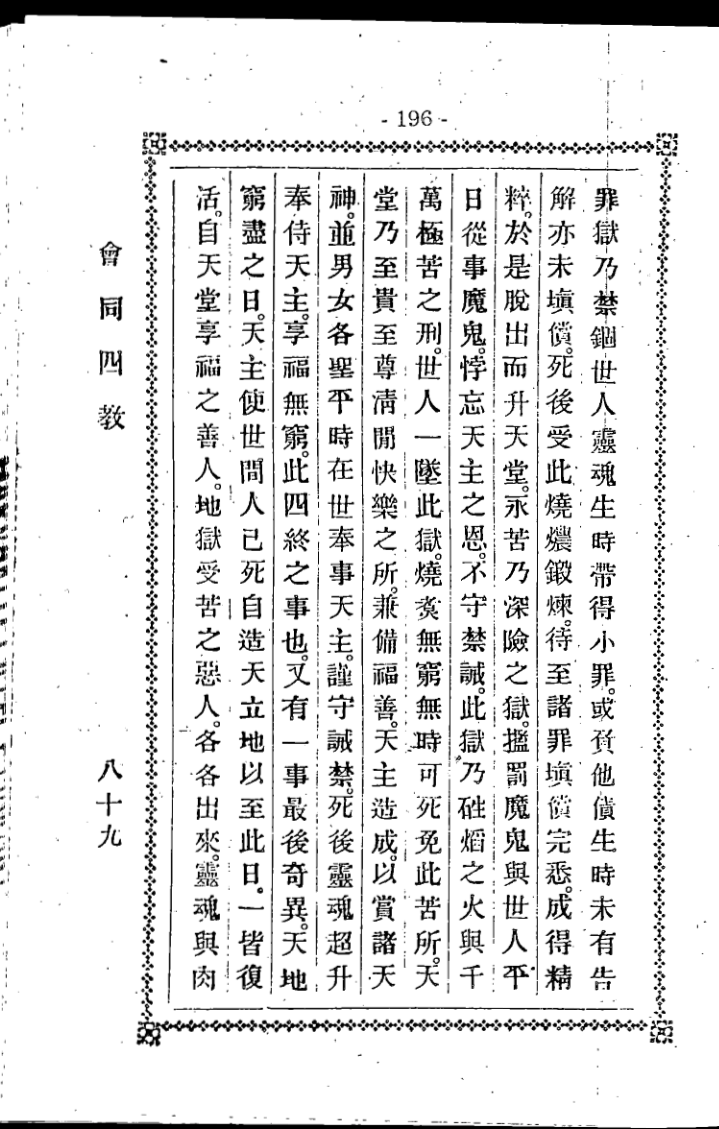 - 196 -
罪獄乃禁錮世人靈魂生時帶得小罪。或負他債生時未有告
解亦未塡償。死後受此燒爊鍛煉。待至諸罪塡償完悉。成得精
粹。於是脫出而升天堂。永苦乃深險之獄。攔罰魔鬼與世人平
日從事魔鬼。悖忘天主之恩。不守禁誡。此獄乃硂熖之火與千
萬極苦之刑。世人一墜此獄。燒炙無窮無時可死免此苦所。天
堂乃至貴至尊淸閒快樂之所。兼備福善。天主造成。以賞諸天
神。並男女各聖平時在世奉事天主。謹守誡禁。死後靈魂超升
奉侍天主。享福無窮。此四終之事也。又有一事最後奇異。天地
窮盡之日。天主使世間人已死自造天立地以至此日。一皆復
活。自天堂享福之善人。地獄受苦之惡人。各各出來。靈魂與肉
會同四敎
八十九